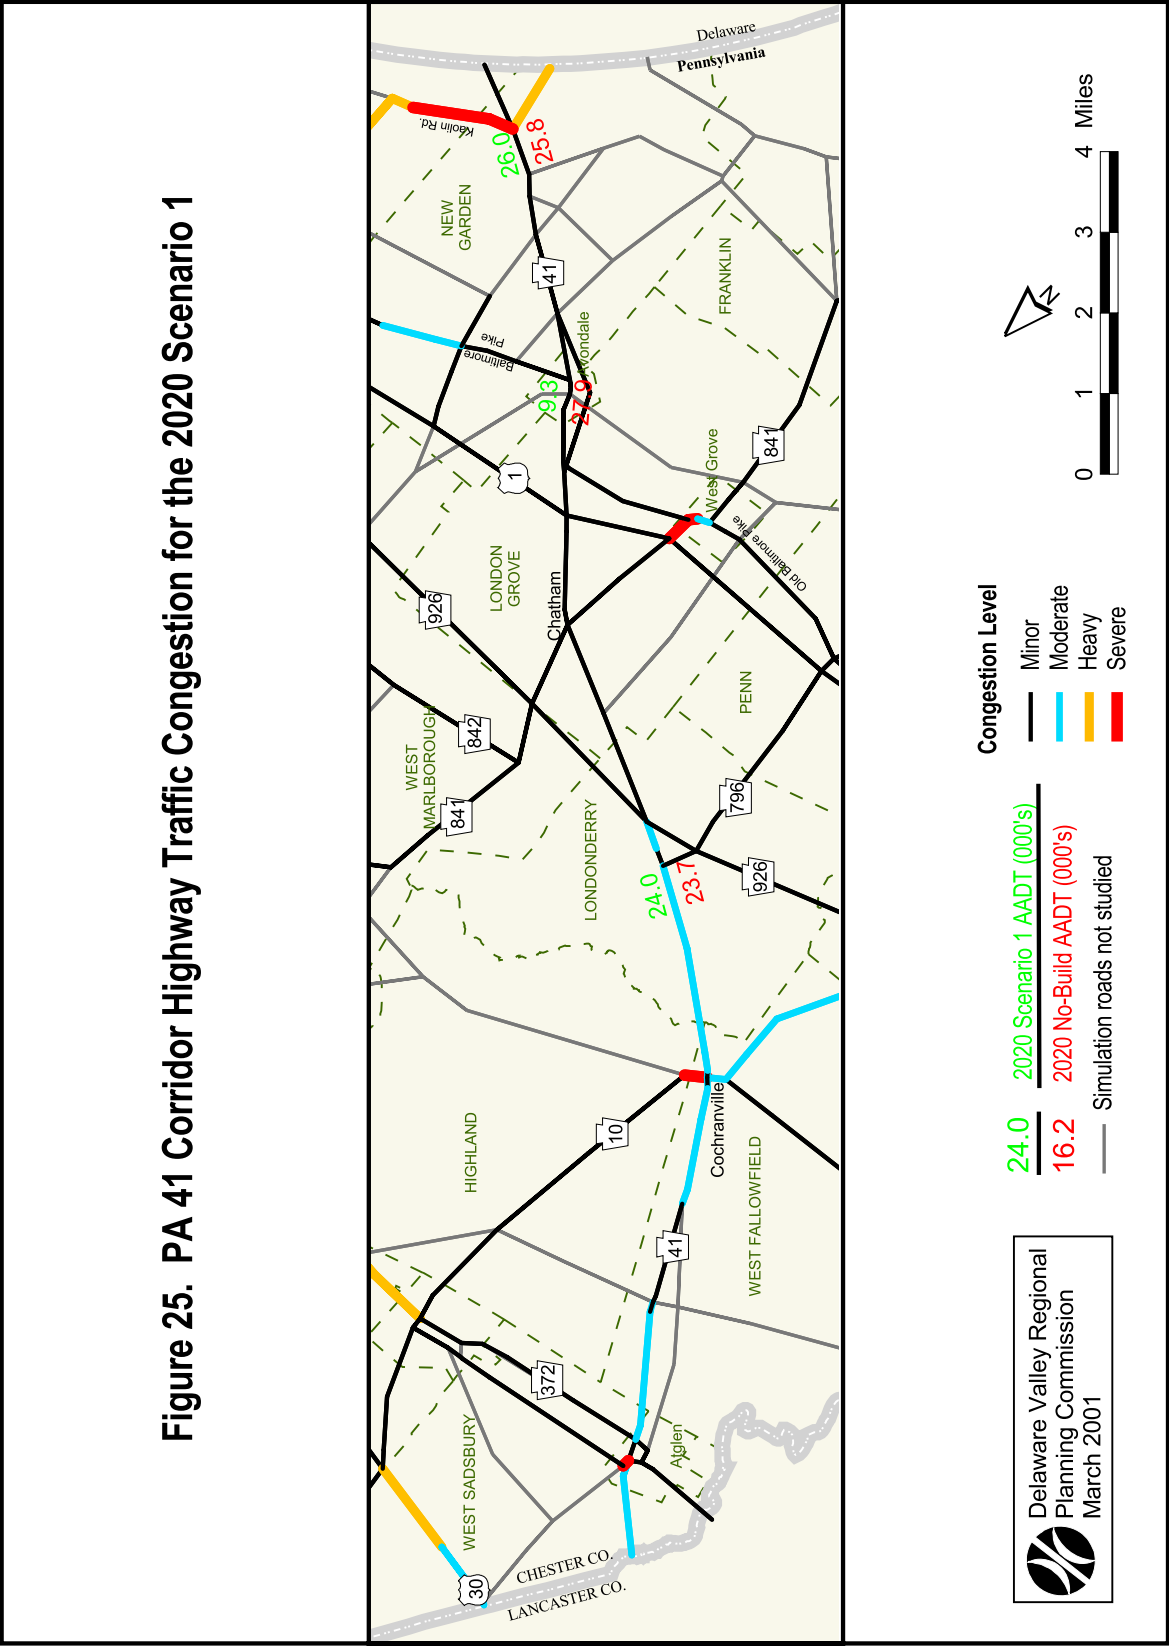 Figure 25.  PA 41 Corridor Highway Traffic Congestion for the 2020 Scenario 1
Delaware
Pennsylvania
Kaolin Rd.
26.0
25.8
NEW
GARDEN
41
FRANKLIN
Baltimore
Pike
Avondale
9.3
27.9
1
West Grove
841
Old Baltimore Pike
LONDON
GROVE
Chatham
926
PENN
842
WEST
MARLBOROUGH
841
796
LONDONDERRY
24.0
23.7
926
Cochranville
10
HIGHLAND
41
WEST FALLOWFIELD
372
Atglen
WEST SADSBURY
30
CHESTER CO.
LANCASTER CO.
Delaware Valley Regional
Planning Commission
March 2001
24.0
2020 Scenario 1 AADT (000's)
16.2
2020 No-Build AADT (000's)
Simulation roads not studied
Congestion Level
Minor
Moderate
Heavy
Severe
N
0 1 2 3 4 Miles